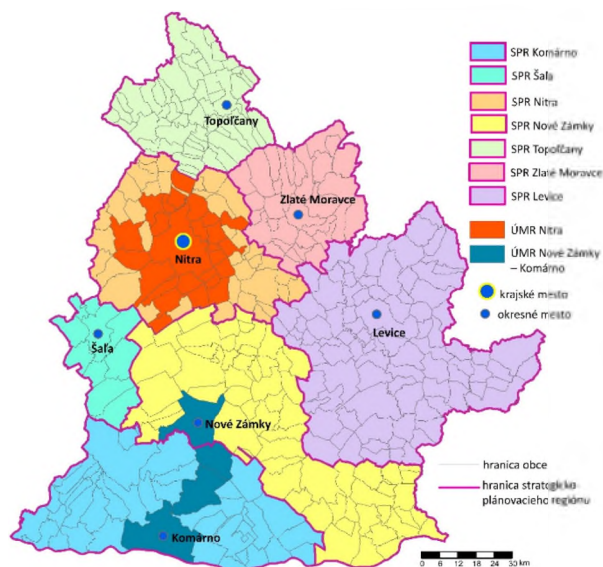 Topoľčany
Zlaté Moravce
Nitra
Šaľa
Levice
Nové Zámky
Komárno
SPR Komárno
SPR Šaľa
SPR Nitra
SPR Nové Zámky
SPR Topoľčany
SPR Zlaté Moravce
SPR Levice
ÚMR Nitra
ÚMR Nové Zámky
– Komárno
krajské mesto
okresné mesto
hranica obce
hranica strategicko
plánovacieho regiónu
0 6 12 18 24 30 km